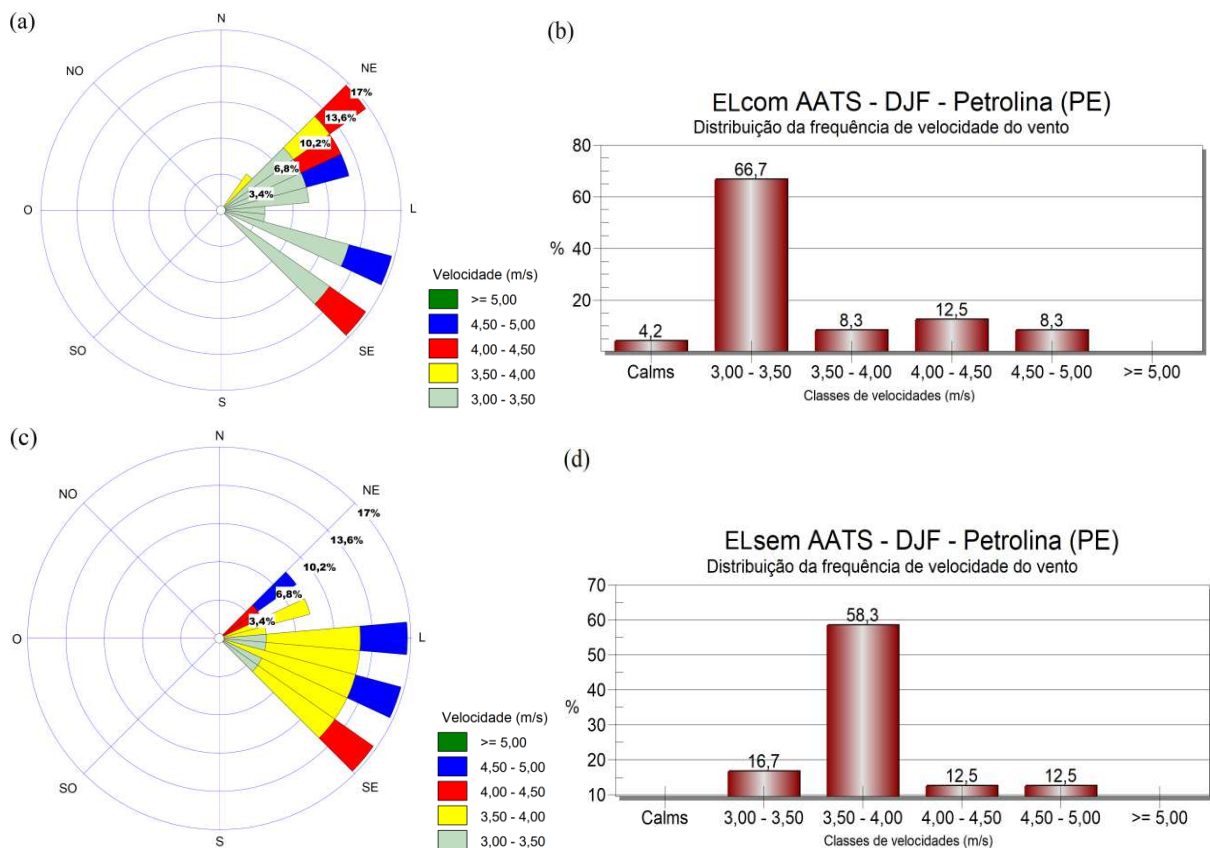 (a)
N
NO
NE
17%
13,6%
10,2%
6,8%
3,4%
O
L
SO
SE
S
Velocidade (m/s)
>= 5,00
4,50 - 5,00
4,00 - 4,50
3,50 - 4,00
3,00 - 3,50
(b)
ELcom AATS - DJF - Petrolina (PE)
Distribuição da frequência de velocidade do vento
80
60
%
40
20
4,2
66,7
8,3
12,5
8,3
Calms
3,00 - 3,50
3,50 - 4,00
4,00 - 4,50
4,50 - 5,00
>= 5,00
Classes de velocidades (m/s)
(c)
N
NO
NE
17%
13,6%
10,2%
6,8%
3,4%
O
L
SO
SE
S
Velocidade (m/s)
>= 5,00
4,50 - 5,00
4,00 - 4,50
3,50 - 4,00
3,00 - 3,50
(d)
ELsem AATS - DJF - Petrolina (PE)
Distribuição da frequência de velocidade do vento
70
60
50
40
%
30
20
10
16,7
58,3
12,5
12,5
Calms
3,00 - 3,50
3,50 - 4,00
4,00 - 4,50
4,50 - 5,00
>= 5,00
Classes de velocidades (m/s)